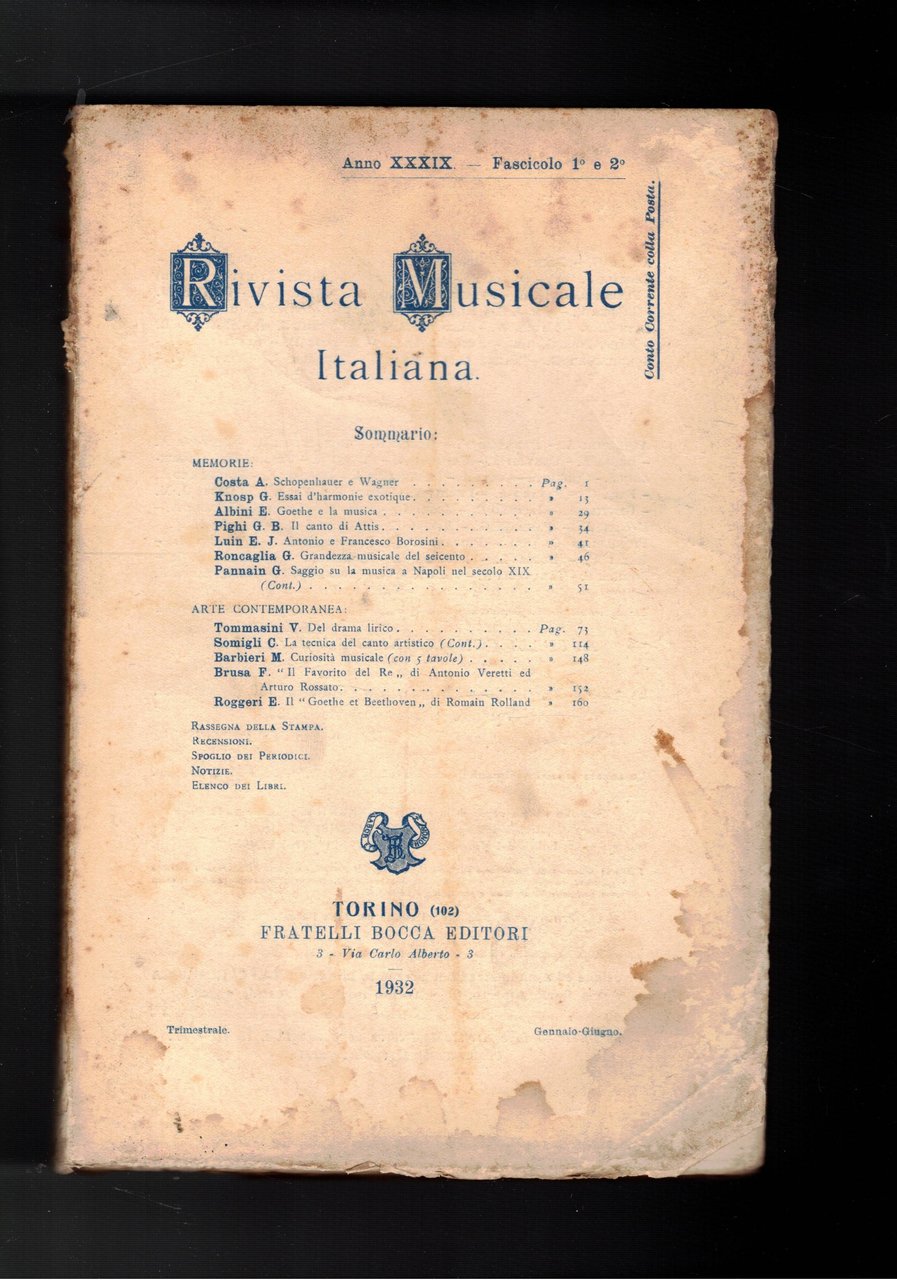 Anno XXXIX. — Fascicolo 1º e 2º
Conto Corrente colla Posta.
Rivista Musicale
Italiana.
Sommario:
MEMORIE:
Costa A. Schopenhauer e Wagner . . . . . . . . . Pag. 1
Knosp G. Essai d'harmonie exotique. . . . . . . . . » 13
Albini E. Goethe e la musica . . . . . . . . . . . » 29
Pighi G. B. Il canto di Attis. . . . . . . . . . . » 34
Luin E. J. Antonio e Francesco Borosini. . . . . . . » 41
Roncaglia G. Grandezza musicale del seicento . . . . . » 46
Pannain G. Saggio su la musica a Napoli nel secolo XIX
(Cont.) . . . . . . . . . . . . . . . . » 51
ARTE CONTEMPORANEA:
Tommasini V. Del drama lirico. . . . . . . . . . Pag. 73
Somigli C. La tecnica del canto artistico (Cont.). . . . » 114
Barbieri M. Curiosità musicale (con 5 tavole) . . . . . » 148
Brusa F. “ Il Favorito del Re „ di Antonio Veretti ed
Arturo Rossato. . . . . . . . . . . . . . » 152
Roggeri E. Il “ Goethe et Beethoven „ di Romain Rolland » 160
Rassegna della Stampa.
Recensioni.
Spoglio dei Periodici.
Notizie.
Elenco dei Libri.
TORINO (102)
FRATELLI BOCCA EDITORI
3 - Via Carlo Alberto - 3
1932
Trimestrale. Gennaio-Giugno.